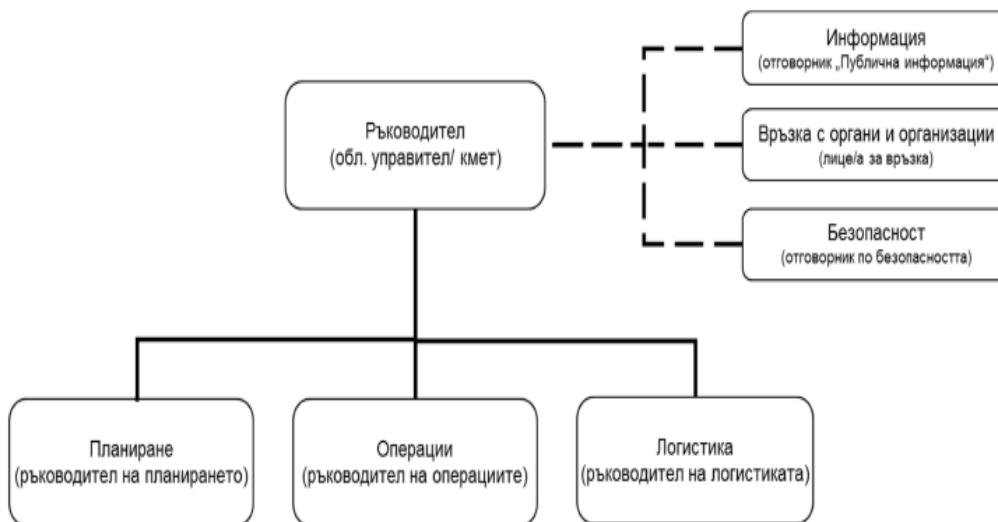 Информация
(отговорник „Публична информация“)
Ръководител
(обл. управител/ кмет)
Връзка с органи и организации
(лице/а за връзка)
Безопасност
(отговорник по безопасността)
Планиране
(ръководител на планирането)
Операции
(ръководител на операциите)
Логистика
(ръководител на логистиката)